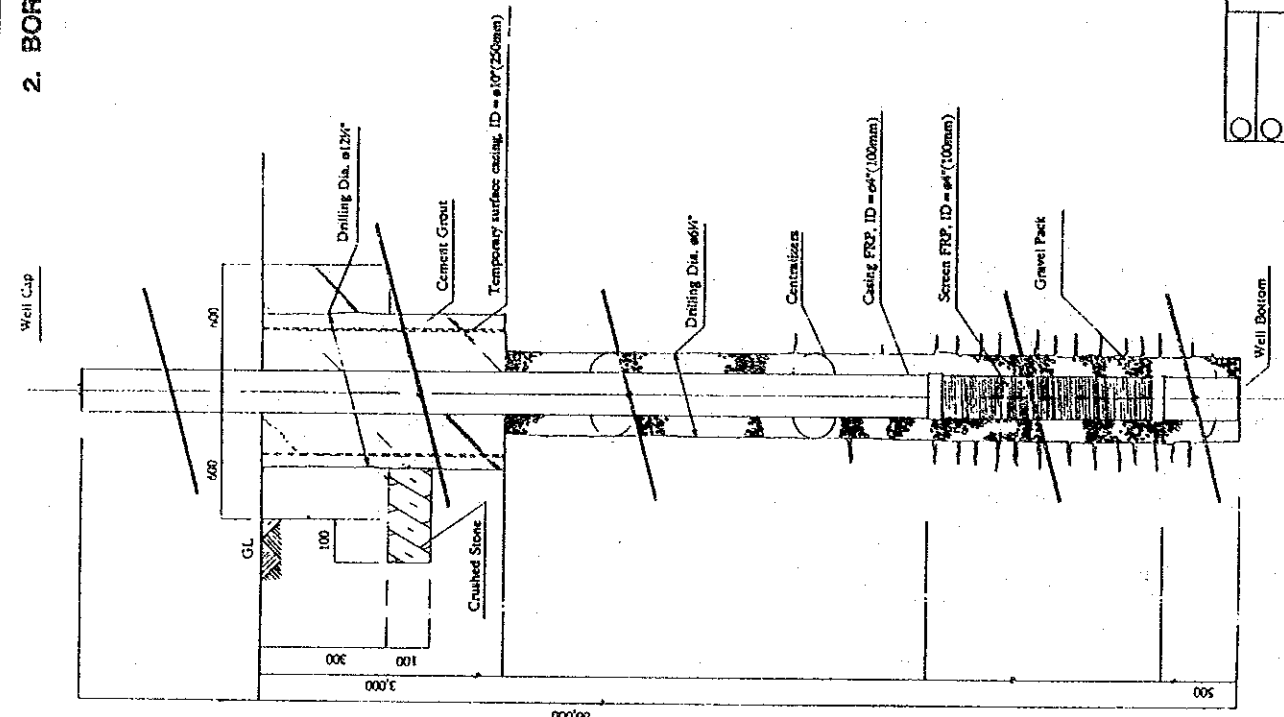 2. BOR
Well Cap
Drilling Dia. ø12¼"
Cement Grout
Temporary surface casing, ID = ø10"(250mm)
Drilling Dia. ø6¼"
Centralizers
Casing FRP, ID = ø4"(100mm)
Screen FRP, ID = ø4"(100mm)
Gravel Pack
Well Bottom
600
600
GL
100
Crushed Stone
300
100
3,000
500